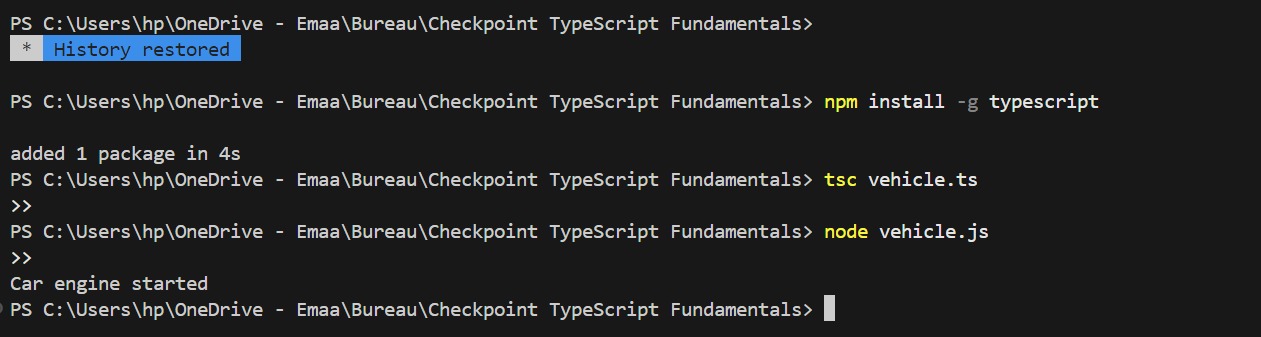 PS C:\Users\hp\OneDrive - Emaa\Bureau\Checkpoint TypeScript Fundamentals>
* History restored
PS C:\Users\hp\OneDrive - Emaa\Bureau\Checkpoint TypeScript Fundamentals> npm install -g typescript
added 1 package in 4s
PS C:\Users\hp\OneDrive - Emaa\Bureau\Checkpoint TypeScript Fundamentals> tsc vehicle.ts
>>
PS C:\Users\hp\OneDrive - Emaa\Bureau\Checkpoint TypeScript Fundamentals> node vehicle.js
>>
Car engine started
PS C:\Users\hp\OneDrive - Emaa\Bureau\Checkpoint TypeScript Fundamentals>